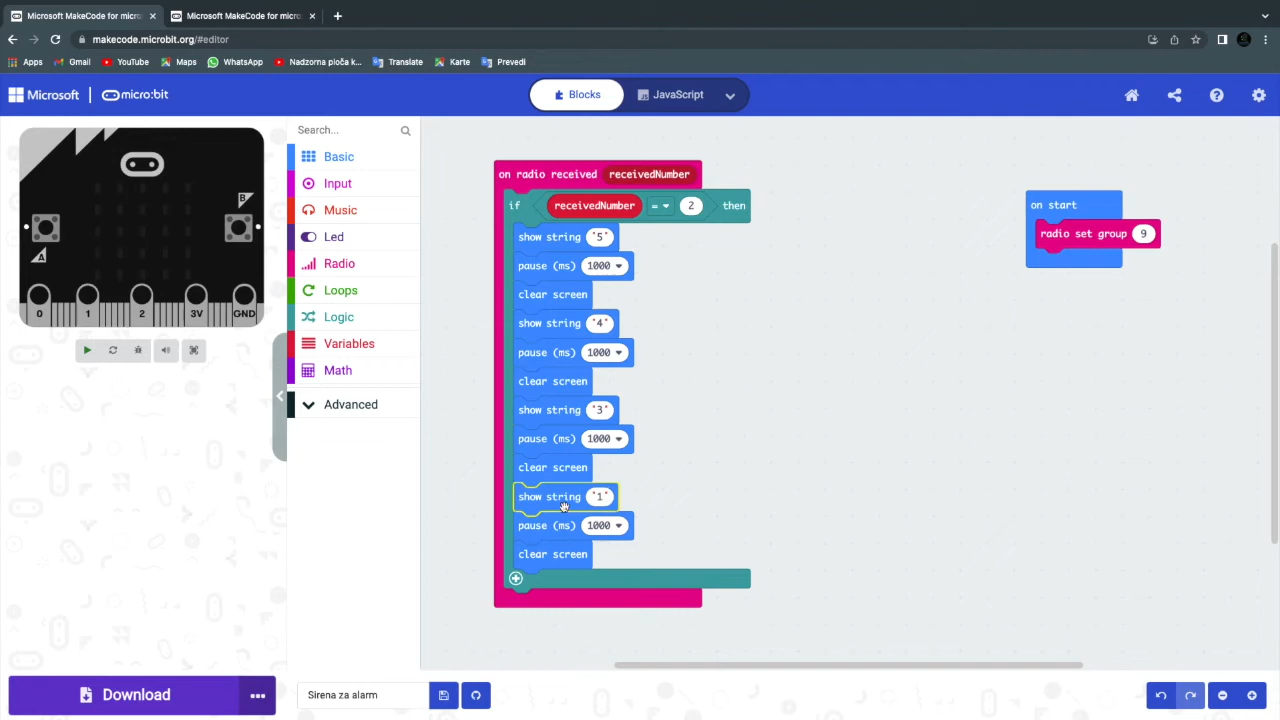 Microsoft MakeCode for micro:
Microsoft MakeCode for micro:
makecode.microbit.org/#editor
Apps Gmail YouTube Maps WhatsApp Nadzorna ploča k... Translate Karte Prevedi
Microsoft | micro:bit
Blocks
JavaScript
Search...
Basic
Input
Music
Led
Radio
Loops
Logic
Variables
Math
Advanced
B
A
0 1 2 3V GND
on radio received receivedNumber
if receivedNumber = 2 then
show string "5"
pause (ms) 1000
clear screen
show string "4"
pause (ms) 1000
clear screen
show string "3"
pause (ms) 1000
clear screen
show string "1"
pause (ms) 1000
clear screen
on start
radio set group 9
Download
Sirena za alarm